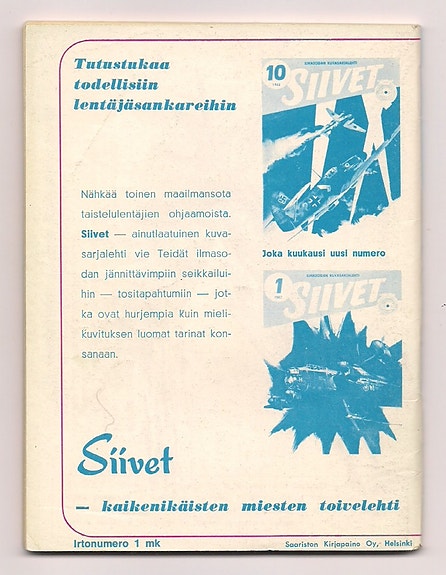 Tutustukaa
todellisiin
lentäjäsankareihin
SIIVET
10
Joka kuukausi uusi numero
Nähkää toinen maailmansota
taistelulentäjien ohjaamoista.
Siivet — ainutlaatuinen kuva-
sarjalehti vie Teidät ilmaso-
dan jännittävimpiin seikkailui-
hin — tositapahtumiin — jot-
ka ovat hurjempia kuin mieli-
kuvituksen luomat tarinat kon-
sanaan.
SIIVET
1
Siivet
— kaikenikäisten miesten toivelehti
Irtonumero 1 mk
Saariston Kirjapaino Oy, Helsinki